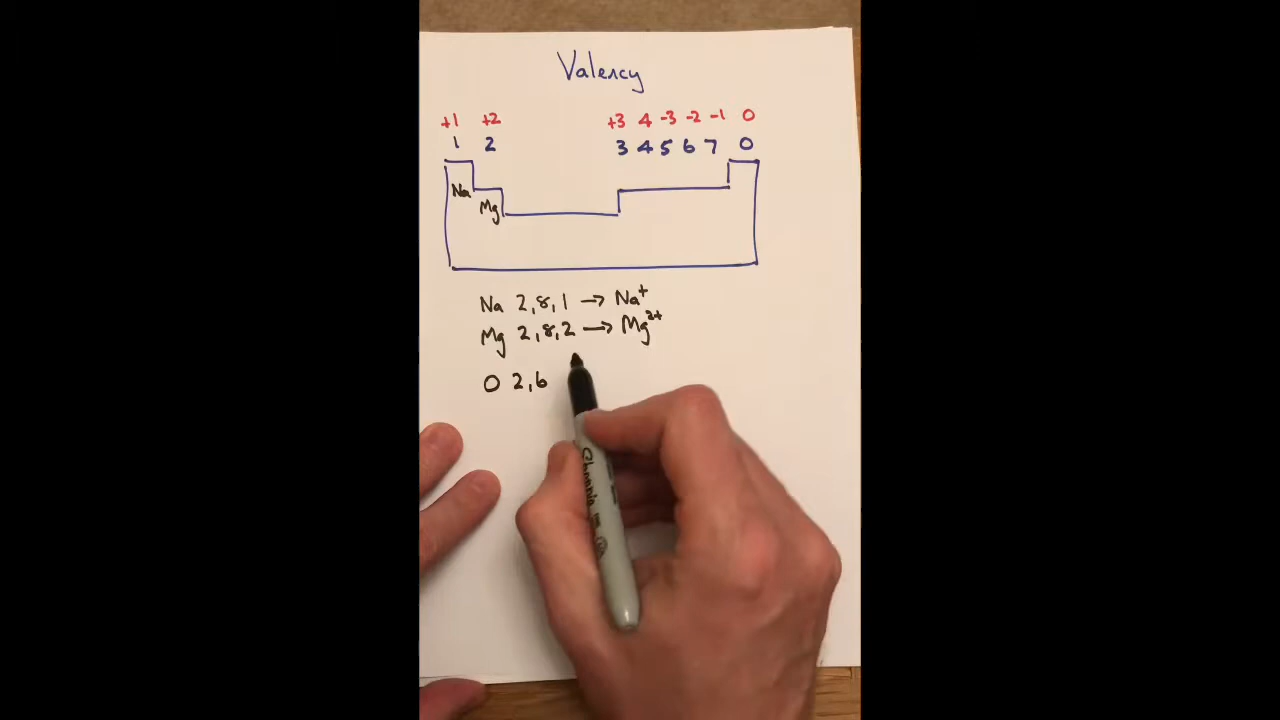 Valency
+1 +2 +3 4 -3 -2 -1 0
1 2 3 4 5 6 7 0
Na
Mg
Na 2,8,1 → Na⁺
Mg 2,8,2 → Mg²⁺
O 2,6
Sharpie